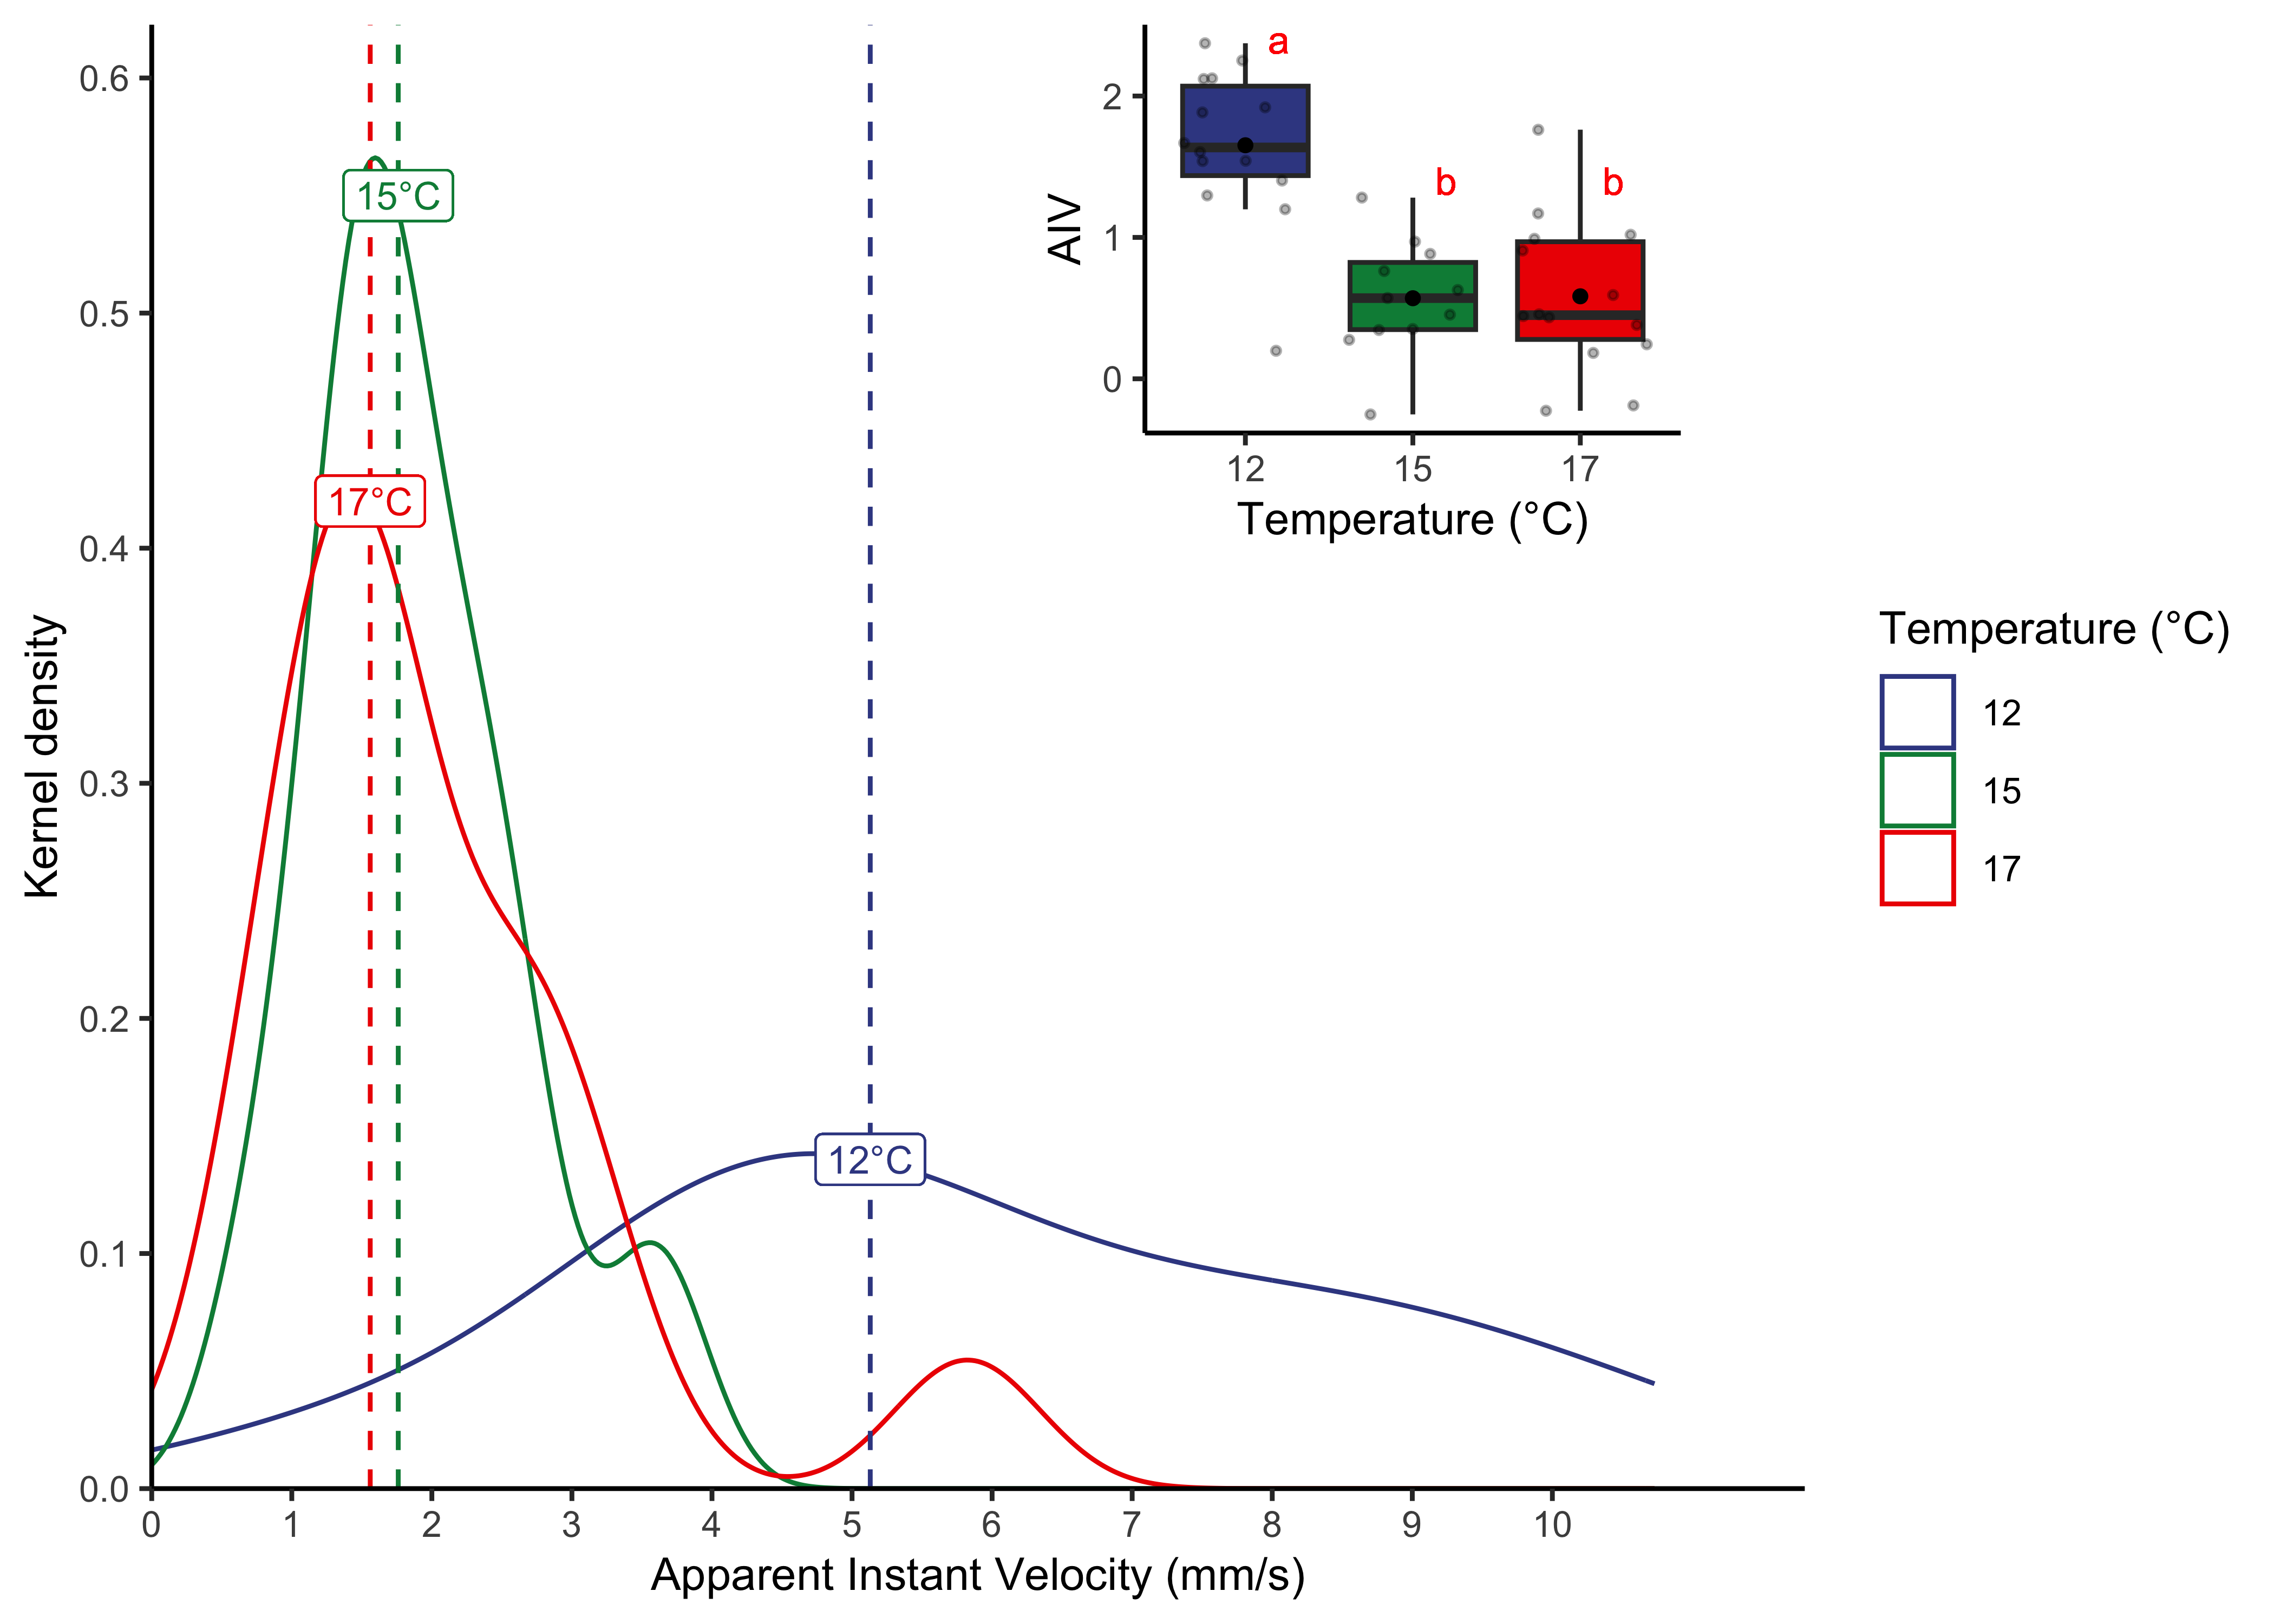 Kernel density
0.6
0.5
0.4
0.3
0.2
0.1
0.0
15°C
17°C
12°C
0 1 2 3 4 5 6 7 8 9 10
Apparent Instant Velocity (mm/s)
AIV
2
1
0
a
b
b
12 15 17
Temperature (°C)
Temperature (°C)
12
15
17